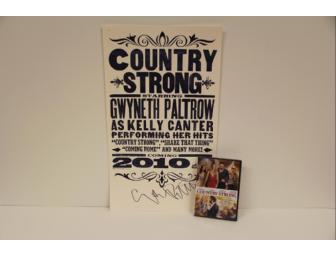 COUNTRY
STRONG
STARRING
GWYNETH PALTROW
AS KELLY CANTER
PERFORMING HER HITS
"COUNTRY STRONG", "SHAKE THAT THING"
"COMING HOME" AND MANY MORE!
COMING
2010
COUNTRY STRONG